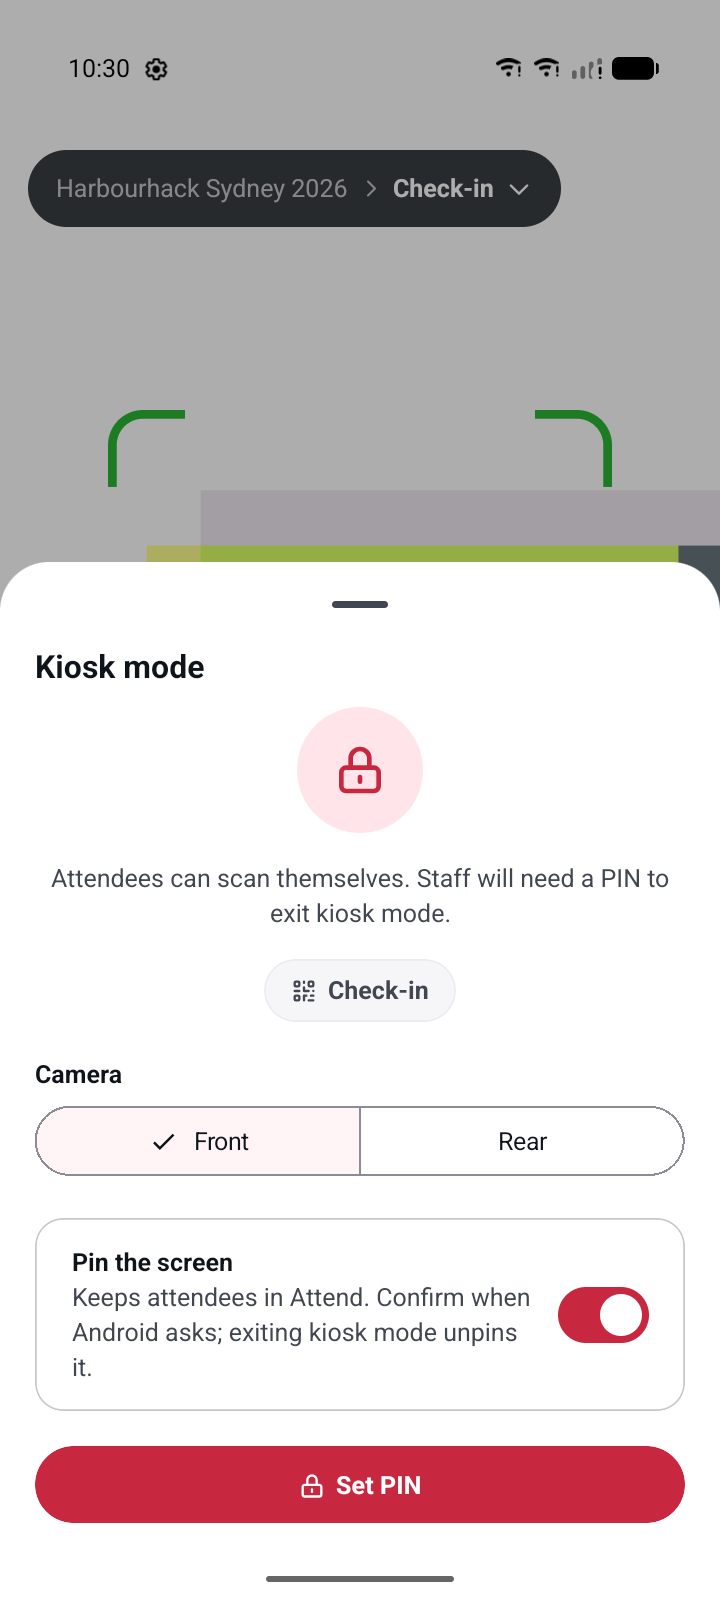 10:30
Harbourhack Sydney 2026 > Check-in
Kiosk mode
Attendees can scan themselves. Staff will need a PIN to
exit kiosk mode.
Check-in
Camera
Front
Rear
Pin the screen
Keeps attendees in Attend. Confirm when
Android asks; exiting kiosk mode unpins
it.
Set PIN